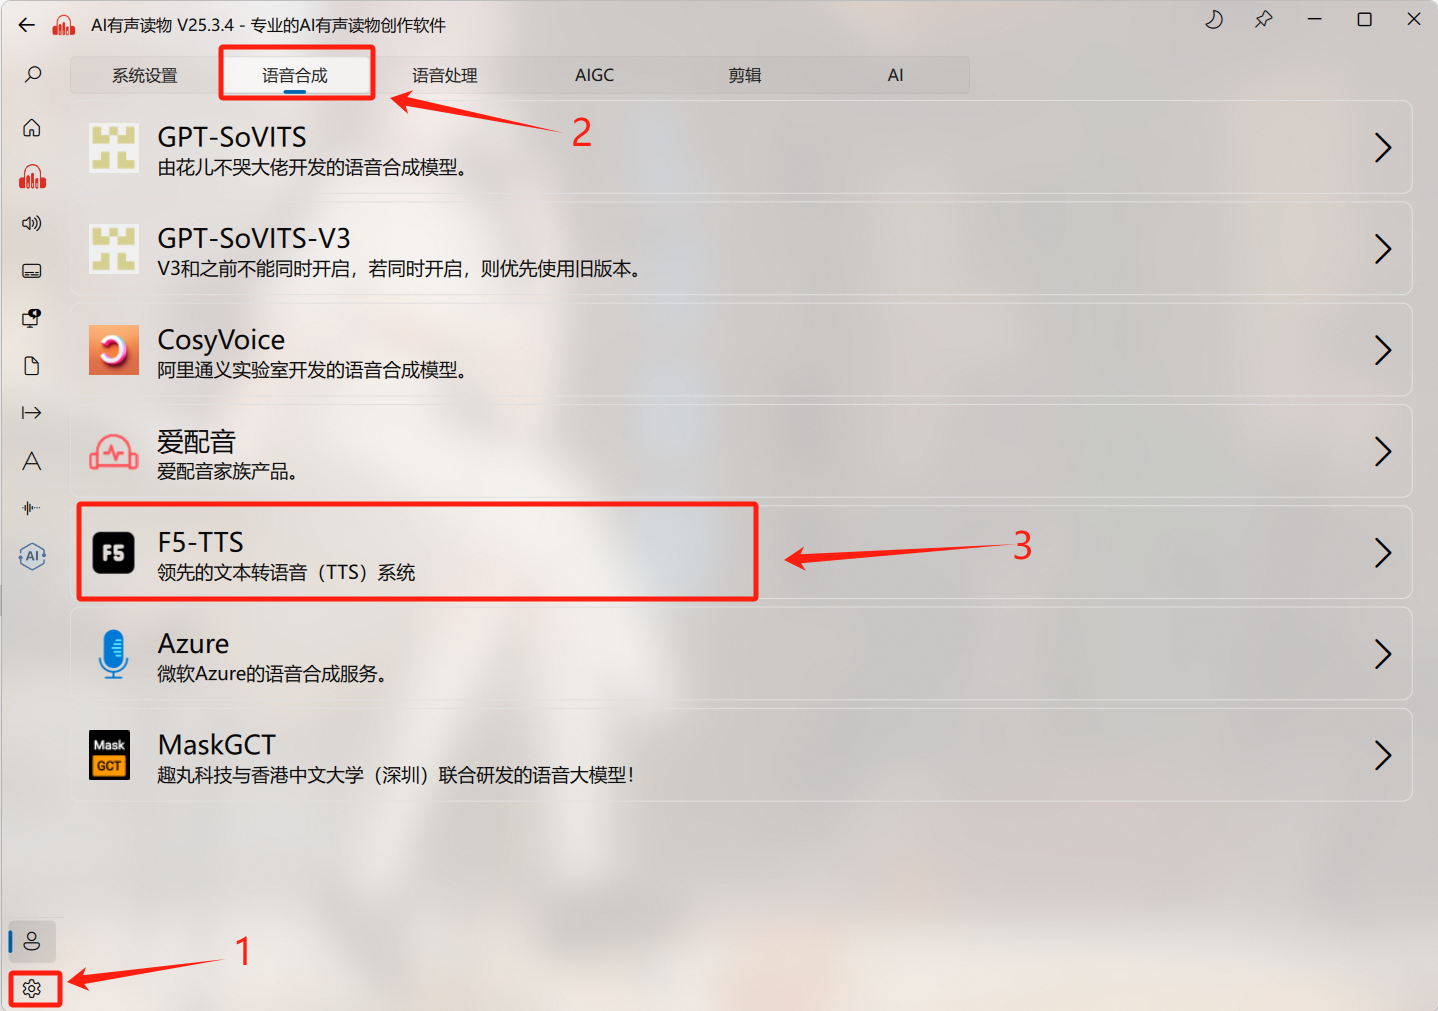 AI有声读物 V25.3.4 - 专业的AI有声读物创作软件
系统设置
语音合成
语音处理
AIGC
剪辑
AI
2
GPT-SoVITS
由花儿不哭大佬开发的语音合成模型。
GPT-SoVITS-V3
V3和之前不能同时开启，若同时开启，则优先使用旧版本。
CosyVoice
阿里通义实验室开发的语音合成模型。
爱配音
爱配音家族产品。
F5
F5-TTS
领先的文本转语音（TTS）系统
3
AI
Azure
微软Azure的语音合成服务。
Mask
GCT
MaskGCT
趣丸科技与香港中文大学（深圳）联合研发的语音大模型！
1